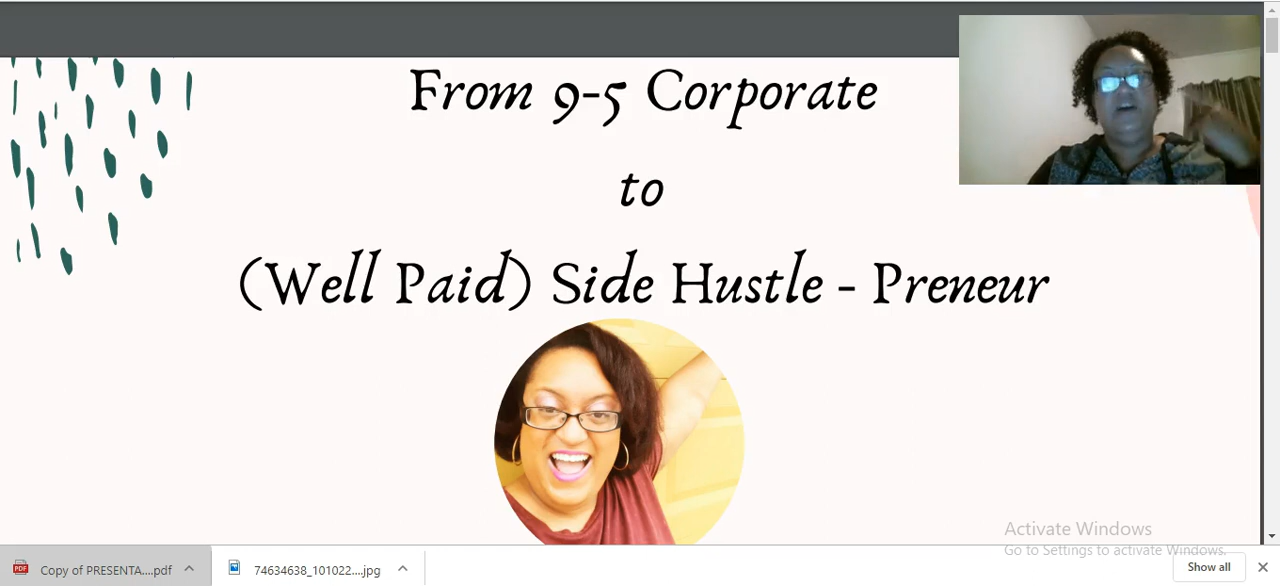 From 9-5 Corporate
to
(Well Paid) Side Hustle - Preneur
Activate Windows
Go to Settings to activate Windows.
Copy of PRESENTA....pdf
74634638_101022....jpg
Show all